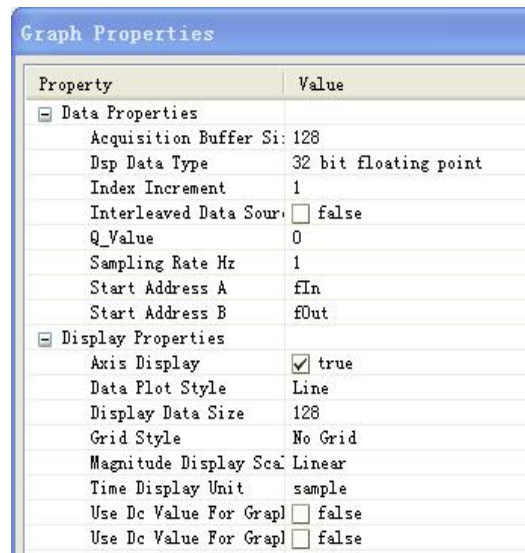 Graph Properties
Property Value
Data Properties
Acquisition Buffer Si: 128
Dsp Data Type 32 bit floating point
Index Increment 1
Interleaved Data Sour false
Q_Value 0
Sampling Rate Hz 1
Start Address A fIn
Start Address B fOut
Display Properties
Axis Display true
Data Plot Style Line
Display Data Size 128
Grid Style No Grid
Magnitude Display Scal Linear
Time Display Unit sample
Use Dc Value For Grap false
Use Dc Value For Grap false